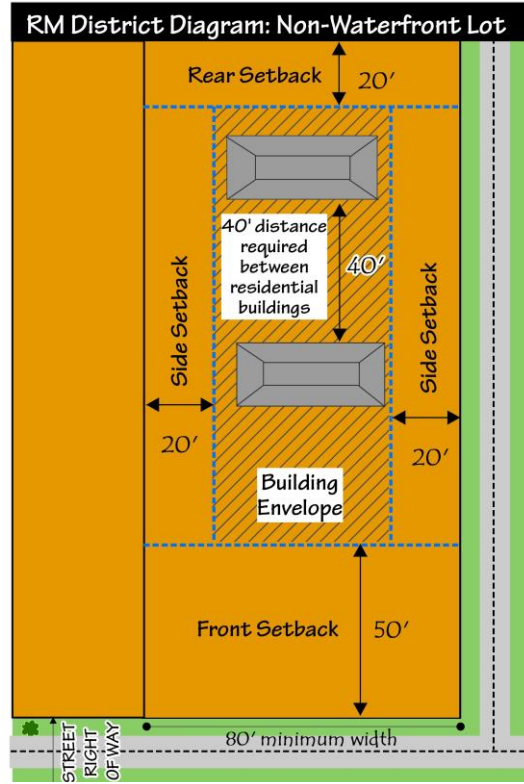 RM District Diagram: Non-Waterfront Lot
Rear Setback
20'
40' distance
required
between
residential
buildings
40'
Side Setback
Side Setback
20'
20'
Building
Envelope
Front Setback
50'
80' minimum width
STREET
RIGHT
OF WAY